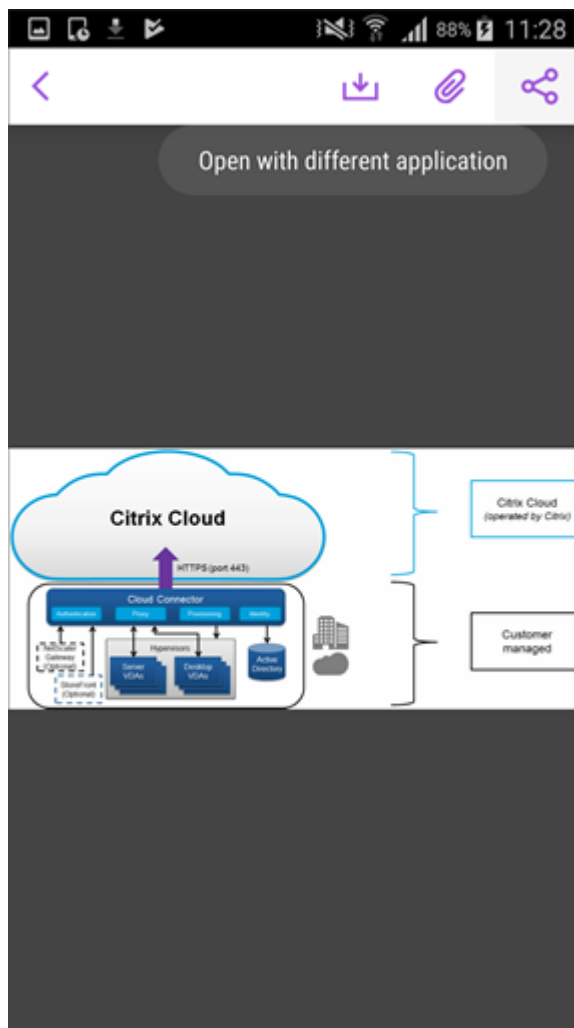 88% 11:28
Open with different application
Citrix Cloud
HTTPS (port 443)
Citrix Cloud
(operated by Citrix)
Cloud Connector
Authentication Proxy Provisioning Identity
NetScaler
Gateway
(Optional)
Hypervisors
Server
VDAs
Desktop
VDAs
Active
Directory
StoreFront
(Optional)
Customer
managed